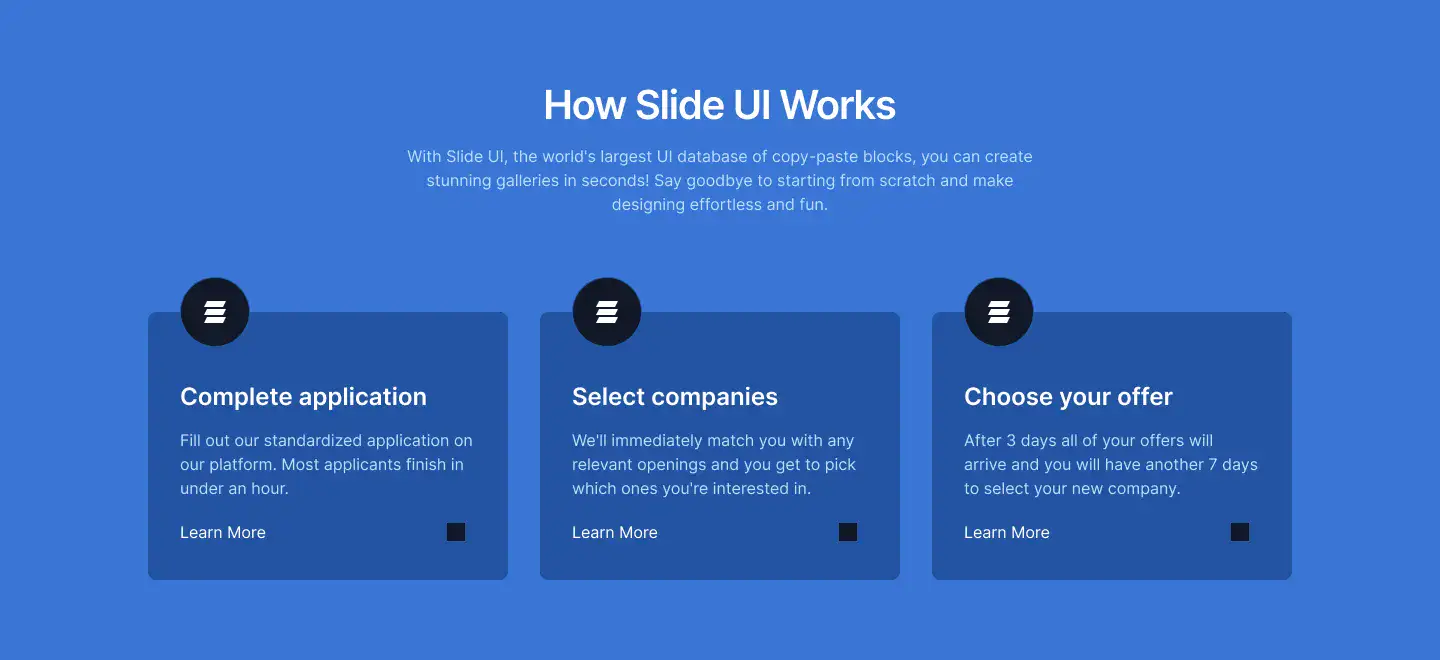 How Slide UI Works
With Slide UI, the world's largest UI database of copy-paste blocks, you can create
stunning galleries in seconds! Say goodbye to starting from scratch and make
designing effortless and fun.
Complete application
Fill out our standardized application on
our platform. Most applicants finish in
under an hour.
Learn More
Select companies
We'll immediately match you with any
relevant openings and you get to pick
which ones you're interested in.
Learn More
Choose your offer
After 3 days all of your offers will
arrive and you will have another 7 days
to select your new company.
Learn More